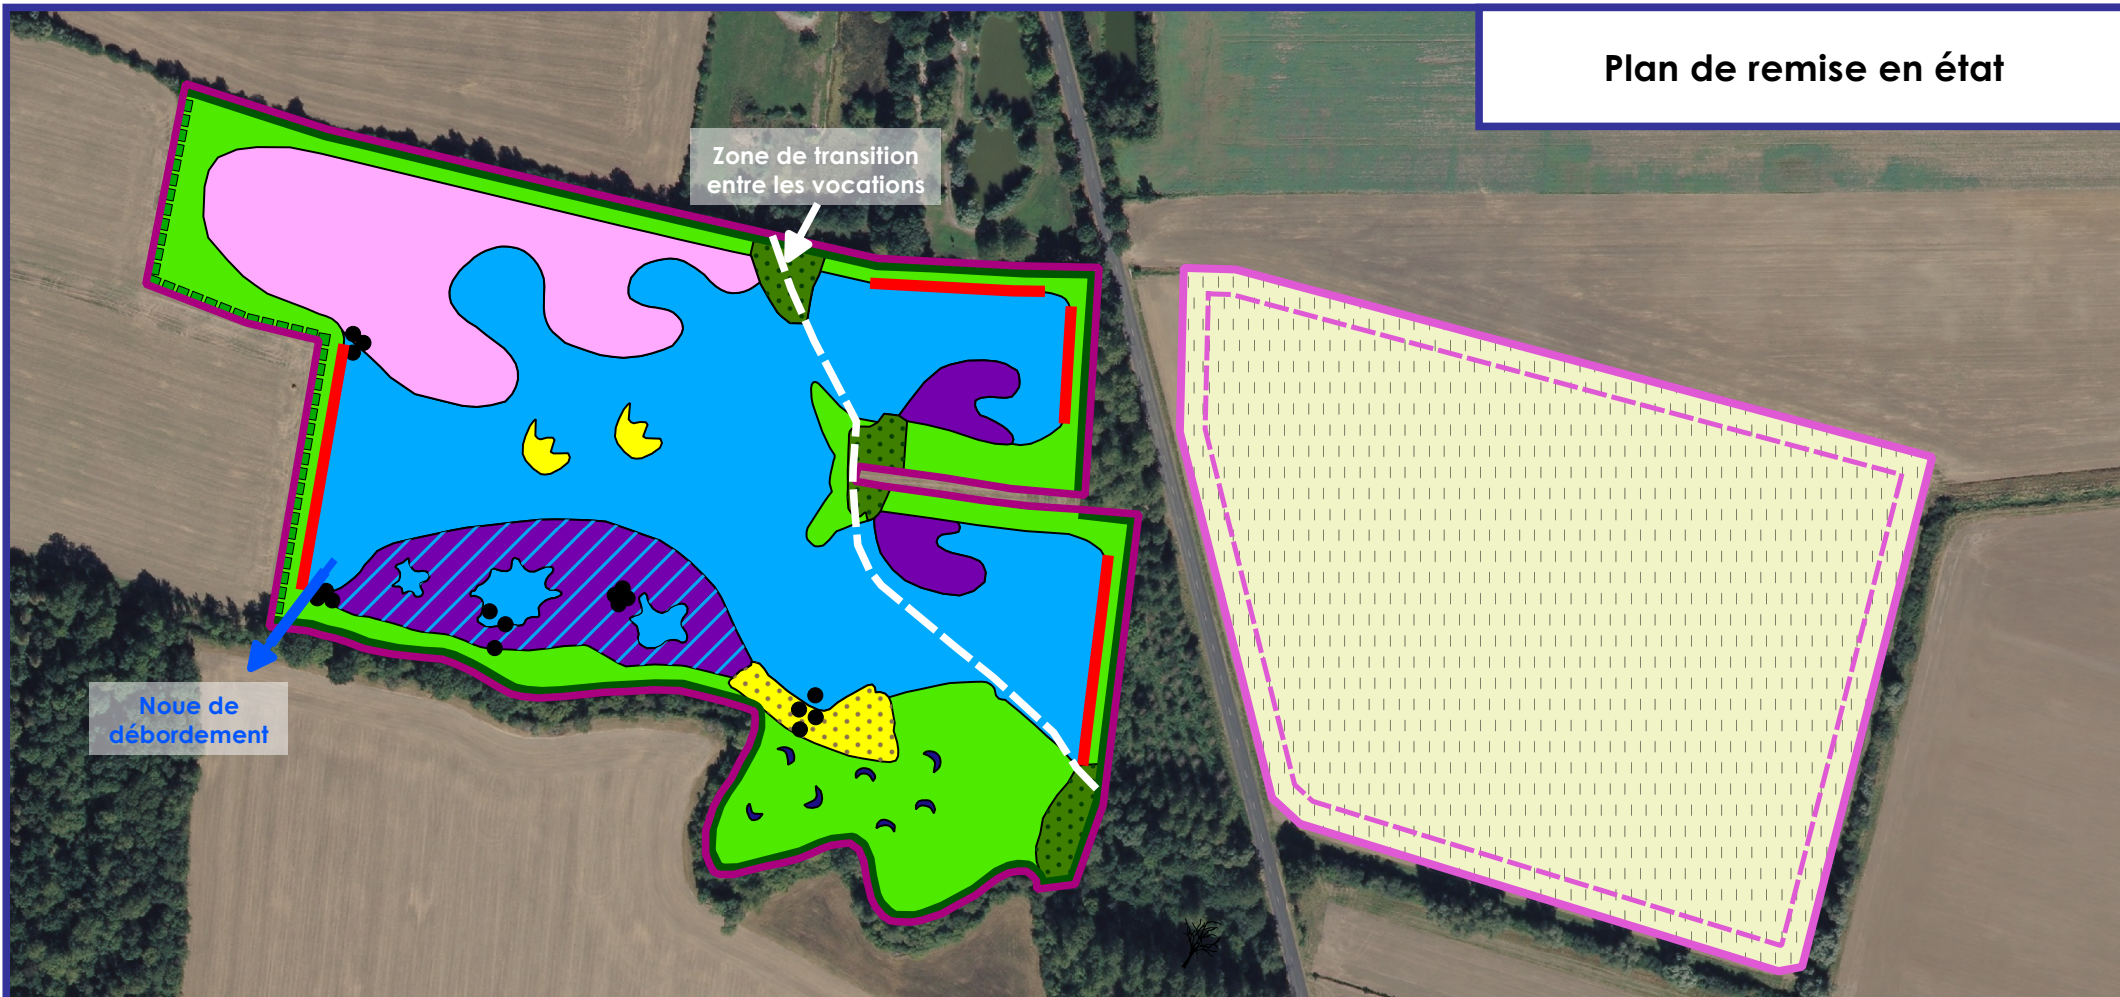 Plan de remise en état
Zone de transition
entre les vocations
Noue de
débordement